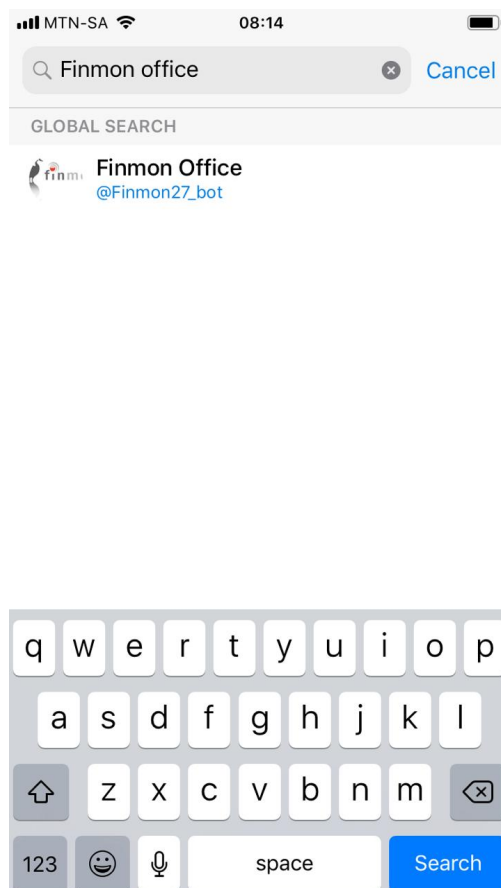 MTN-SA 08:14
Finmon office Cancel
GLOBAL SEARCH
finm Finmon Office
@Finmon27_bot
q w e r t y u i o p
a s d f g h j k l
z x c v b n m
123 space Search